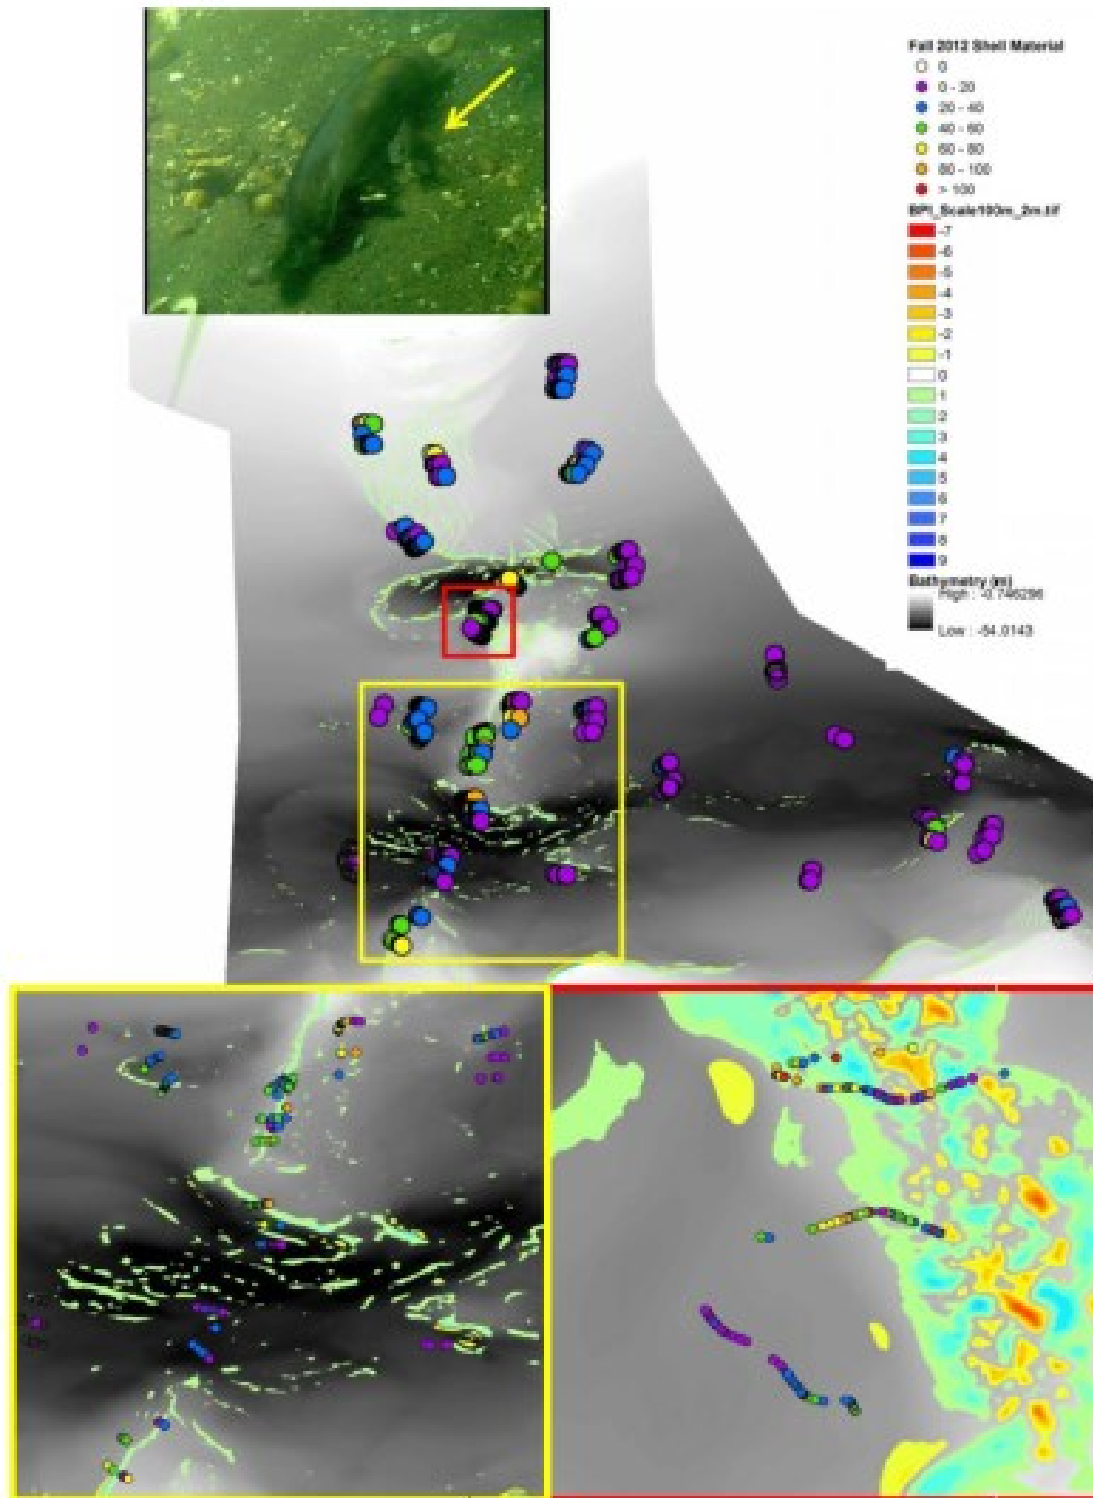 Fall 2012 Shell Material
0
0 - 20
20 - 40
40 - 60
60 - 80
80 - 100
> 100
BPI_Scale100m_2m.tif
-7
-6
-5
-4
-3
-2
-1
0
1
2
3
4
5
6
7
8
9
Bathymetry (m)
High : -0.746296
Low : -54.0143